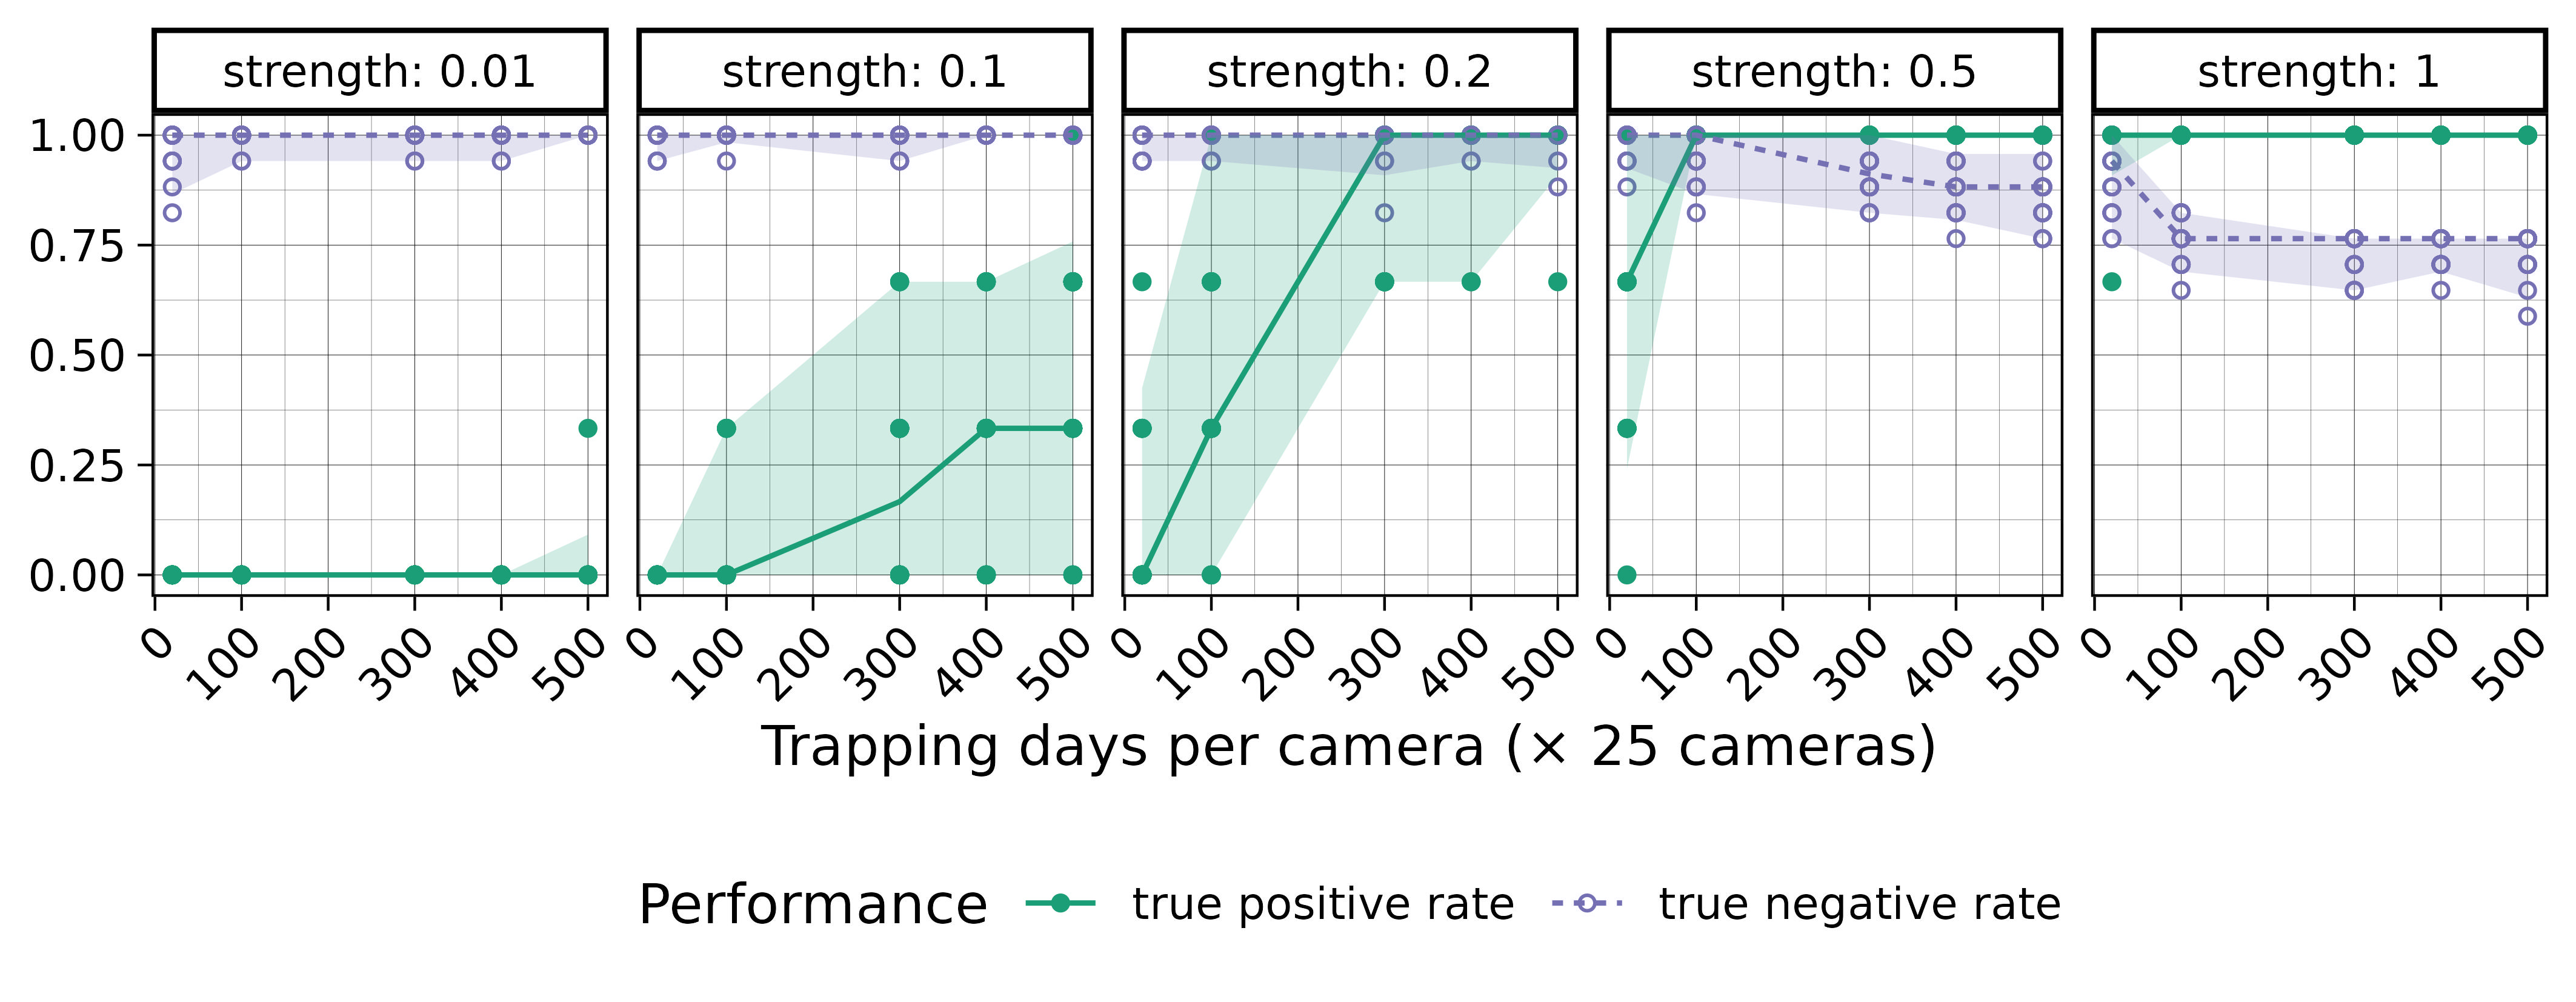 strength: 0.01 strength: 0.1 strength: 0.2 strength: 0.5 strength: 1
1.00
0.75
0.50
0.25
0.00
0 100 200 300 400 500 0 100 200 300 400 500 0 100 200 300 400 500 0 100 200 300 400 500 0 100 200 300 400 500
Trapping days per camera (× 25 cameras)
Performance true positive rate true negative rate